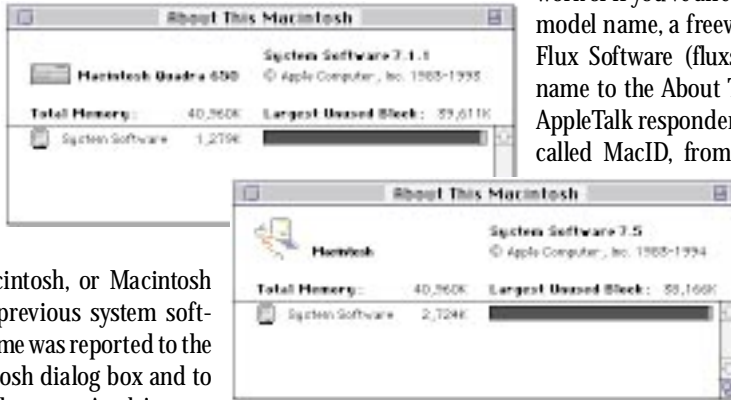 About This Macintosh
System Software 7.1.1
Macintosh Quadra 650
© Apple Computer, Inc. 1983-1993
Total Memory: 40,960K Largest Unused Block: 39,611K
System Software 1,279K
model name, a freew
Flux Software (flux
name to the About T
AppleTalk responder
called MacID, from
About This Macintosh
System Software 7.5
Macintosh
© Apple Computer, Inc. 1983-1994
Total Memory: 40,960K Largest Unused Block: 38,166K
System Software 2,724K
cintosh, or Macintosh
previous system soft-
me was reported to the
osh dialog box and to